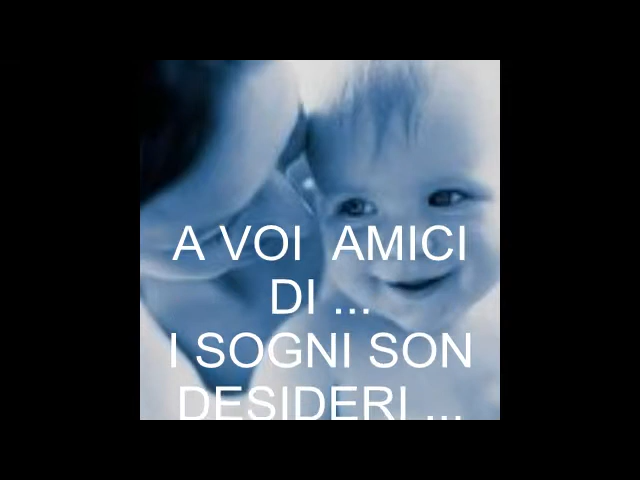 A VOI  AMICI
DI ...
I SOGNI SON
DESIDERI ...